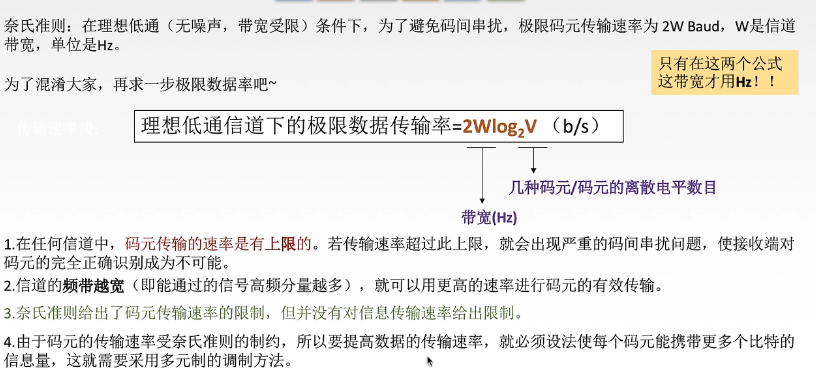 奈氏准则：在理想低通（无噪声，带宽受限）条件下，为了避免码间串扰，极限码元传输速率为 2W Baud，W是信道
带宽，单位是Hz。
只有在这两个公式
这带宽才用Hz！！
为了混淆大家，再求一步极限数据率吧~
理想低通信道下的极限数据传输率=2Wlog₂V （b/s）
几种码元/码元的离散电平数目
带宽(Hz)
1.在任何信道中，码元传输的速率是有上限的。若传输速率超过此上限，就会出现严重的码间串扰问题，使接收端对
码元的完全正确识别成为不可能。
2.信道的频带越宽（即能通过的信号高频分量越多），就可以用更高的速率进行码元的有效传输。
3.奈氏准则给出了码元传输速率的限制，但并没有对信息传输速率给出限制。
4.由于码元的传输速率受奈氏准则的制约，所以要提高数据的传输速率，就必须设法使每个码元能携带更多个比特的
信息量，这就需要采用多元制的调制方法。